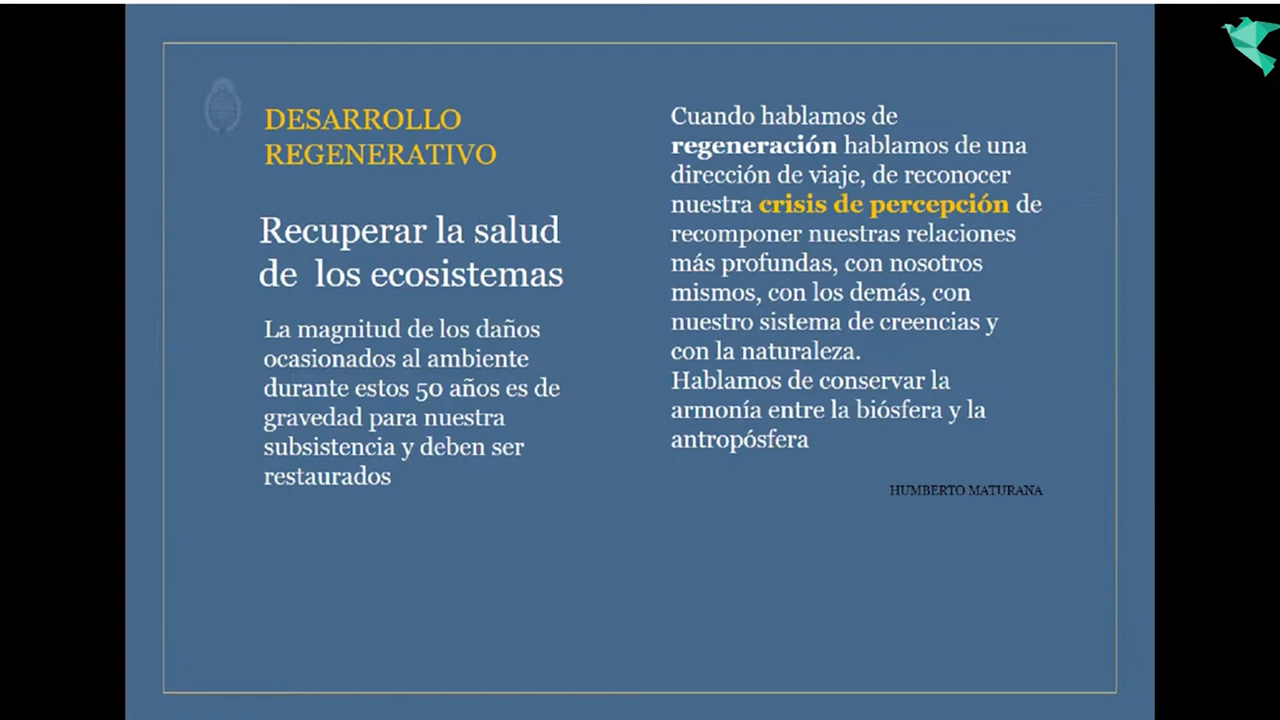 DESARROLLO
REGENERATIVO
Recuperar la salud
de los ecosistemas
La magnitud de los daños
ocasionados al ambiente
durante estos 50 años es de
gravedad para nuestra
subsistencia y deben ser
restaurados
Cuando hablamos de
regeneración hablamos de una
dirección de viaje, de reconocer
nuestra crisis de percepción de
recomponer nuestras relaciones
más profundas, con nosotros
mismos, con los demás, con
nuestro sistema de creencias y
con la naturaleza.
Hablamos de conservar la
armonía entre la biósfera y la
antropósfera
HUMBERTO MATURANA